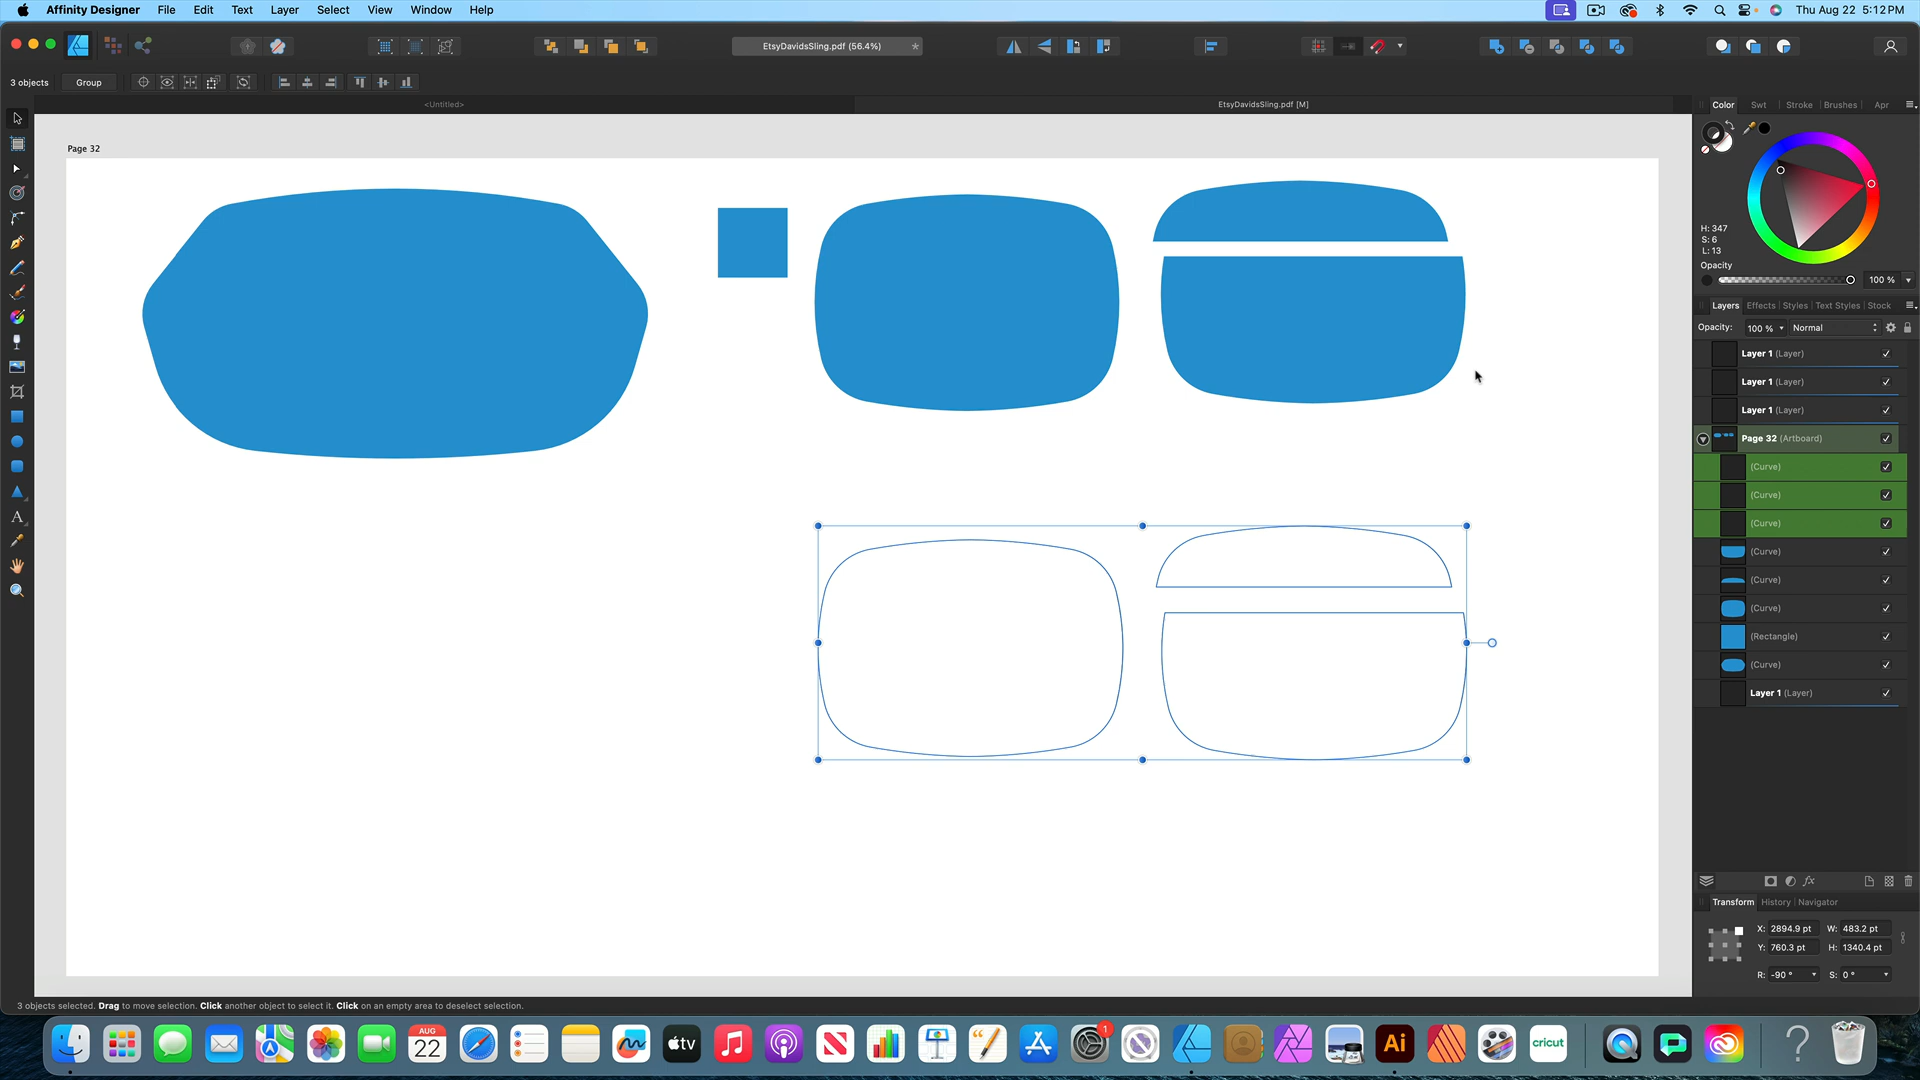 Affinity Designer File Edit Text Layer Select View Window Help Thu Aug 22 5:12 PM
EtsyDavidsSling.pdf (56.4%) *
3 objects Group
<Untitled> EtsyDavidsSling.pdf [M]
Color Swt Stroke Brushes Apr
Page 32
H: 347
S: 6
L: 13
Opacity
100 %
Layers Effects Styles Text Styles Stock
Opacity: 100 % Normal
Layer 1 (Layer)
Layer 1 (Layer)
Layer 1 (Layer)
Page 32 (Artboard)
(Curve)
(Curve)
(Curve)
(Curve)
(Curve)
(Curve)
(Rectangle)
(Curve)
Layer 1 (Layer)
fx
Transform History Navigator
X: 2894.9 pt W: 483.2 pt
Y: 760.3 pt H: 1340.4 pt
R: -90 ° S: 0 °
3 objects selected. Drag to move selection. Click another object to select it. Click on an empty area to deselect selection.
AUG
22
tv
1
Ai
cricut